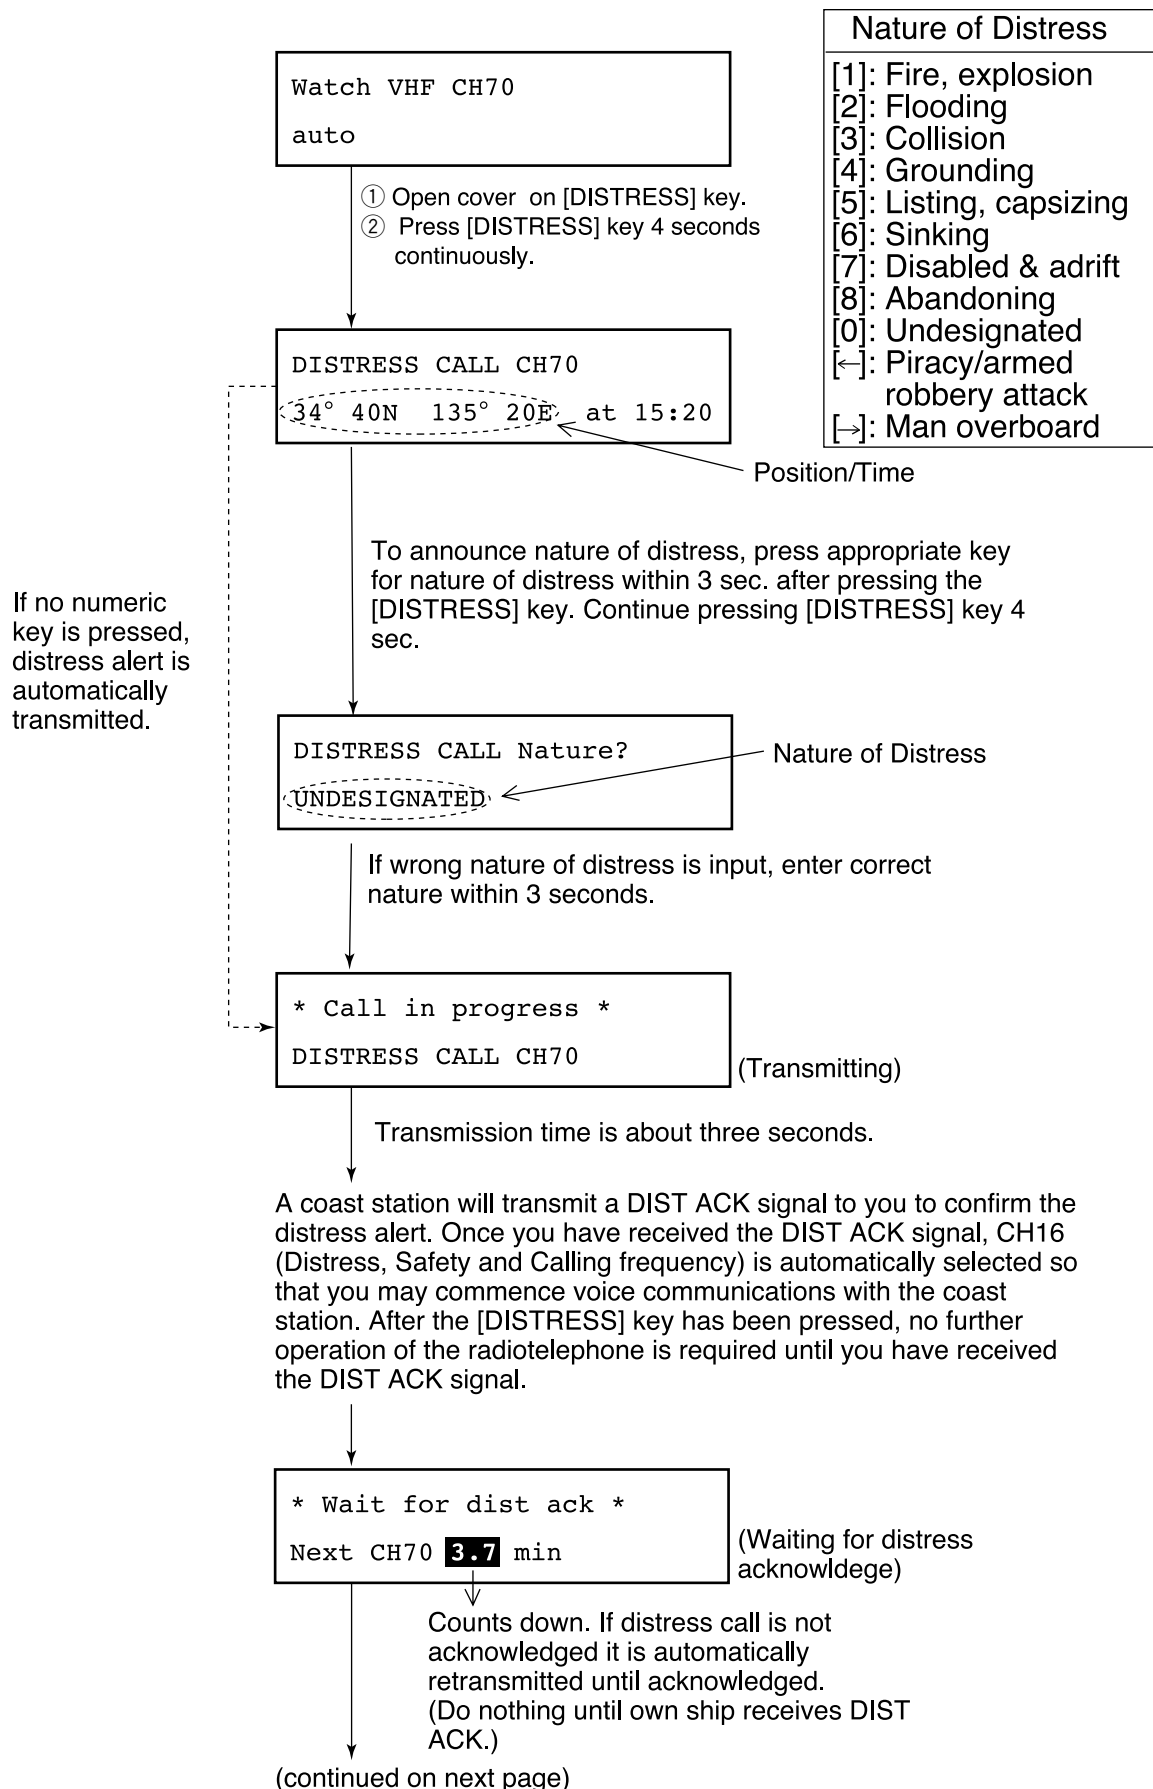 Nature of Distress
[1]: Fire, explosion
[2]: Flooding
[3]: Collision
[4]: Grounding
[5]: Listing, capsizing
[6]: Sinking
[7]: Disabled & adrift
[8]: Abandoning
[0]: Undesignated
[←]: Piracy/armed
robbery attack
[→]: Man overboard
Watch VHF CH70
auto
① Open cover on [DISTRESS] key.
② Press [DISTRESS] key 4 seconds
continuously.
DISTRESS CALL CH70
34° 40N 135° 20E at 15:20
Position/Time
To announce nature of distress, press appropriate key
for nature of distress within 3 sec. after pressing the
[DISTRESS] key. Continue pressing [DISTRESS] key 4
sec.
If no numeric
key is pressed,
distress alert is
automatically
transmitted.
DISTRESS CALL Nature?
UNDESIGNATED
Nature of Distress
If wrong nature of distress is input, enter correct
nature within 3 seconds.
* Call in progress *
DISTRESS CALL CH70
(Transmitting)
Transmission time is about three seconds.
A coast station will transmit a DIST ACK signal to you to confirm the
distress alert. Once you have received the DIST ACK signal, CH16
(Distress, Safety and Calling frequency) is automatically selected so
that you may commence voice communications with the coast
station. After the [DISTRESS] key has been pressed, no further
operation of the radiotelephone is required until you have received
the DIST ACK signal.
* Wait for dist ack *
Next CH70 3.7 min
(Waiting for distress
acknowldege)
Counts down. If distress call is not
acknowledged it is automatically
retransmitted until acknowledged.
(Do nothing until own ship receives DIST
ACK.)
(continued on next page)